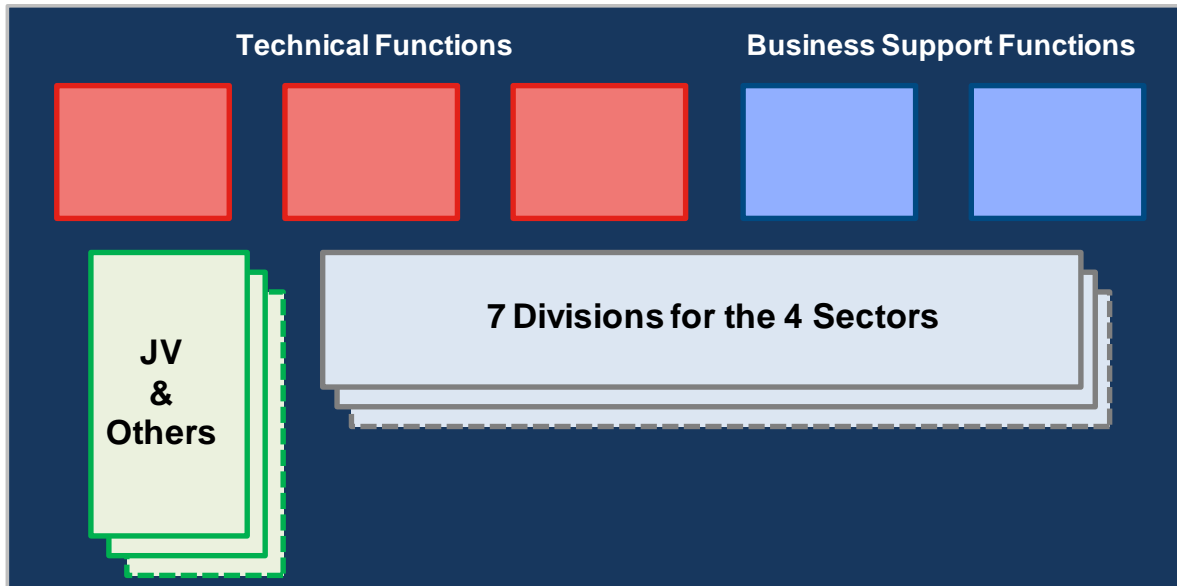 Technical Functions
Business Support Functions
7 Divisions for the 4 Sectors
JV
&
Others